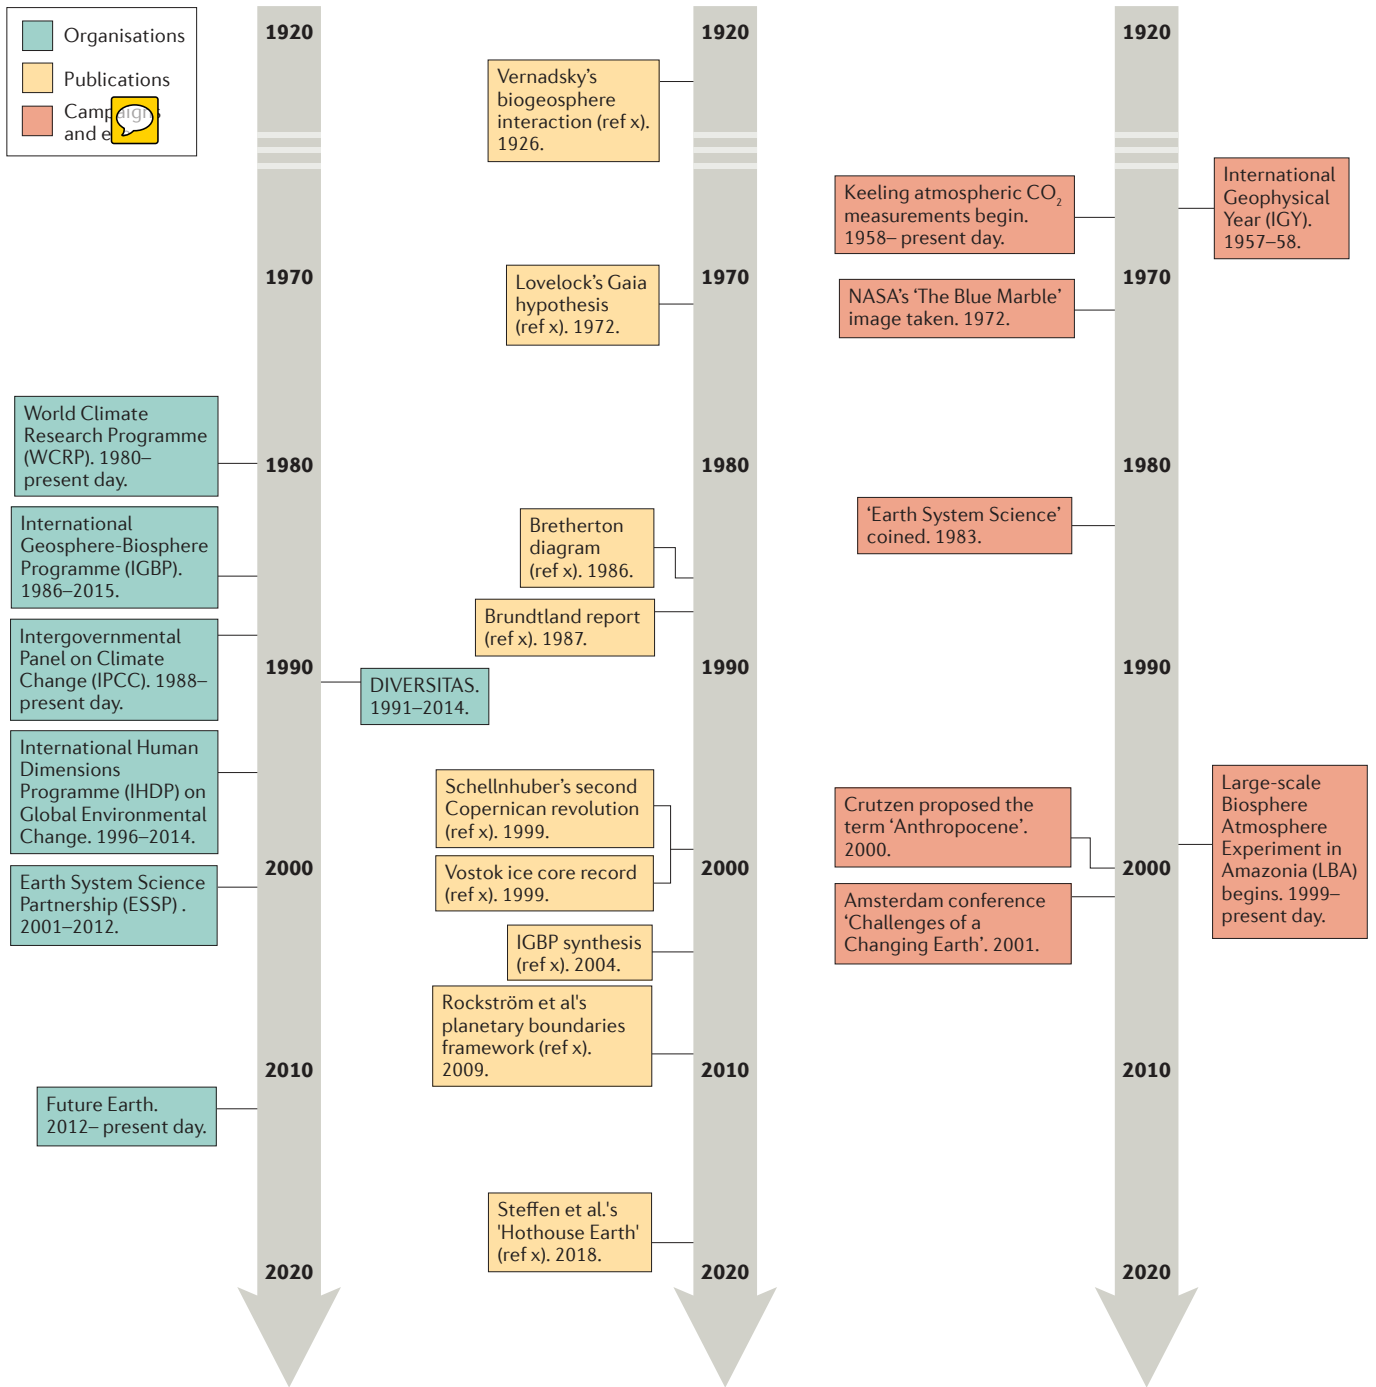 Organisations
Publications
Campaigns
and e
1920
1970
1980
1990
2000
2010
2020
World Climate
Research Programme
(WCRP). 1980–
present day.
International
Geosphere-Biosphere
Programme (IGBP).
1986–2015.
Intergovernmental
Panel on Climate
Change (IPCC). 1988–
present day.
DIVERSITAS.
1991–2014.
International Human
Dimensions
Programme (IHDP) on
Global Environmental
Change. 1996–2014.
Earth System Science
Partnership (ESSP) .
2001–2012.
Future Earth.
2012– present day.
1920
1970
1980
1990
2000
2010
2020
Vernadsky’s
biogeosphere
interaction (ref x).
1926.
Lovelock’s Gaia
hypothesis
(ref x). 1972.
Bretherton
diagram
(ref x). 1986.
Brundtland report
(ref x). 1987.
Schellnhuber’s second
Copernican revolution
(ref x). 1999.
Vostok ice core record
(ref x). 1999.
IGBP synthesis
(ref x). 2004.
Rockström et al's
planetary boundaries
framework (ref x).
2009.
Steffen et al.'s
'Hothouse Earth'
(ref x). 2018.
1920
1970
1980
1990
2000
2010
2020
Keeling atmospheric CO₂
measurements begin.
1958– present day.
International
Geophysical
Year (IGY).
1957–58.
NASA’s ‘The Blue Marble’
image taken. 1972.
‘Earth System Science’
coined. 1983.
Crutzen proposed the
term ‘Anthropocene’.
2000.
Large-scale
Biosphere
Atmosphere
Experiment in
Amazonia (LBA)
begins. 1999–
present day.
Amsterdam conference
‘Challenges of a
Changing Earth’. 2001.